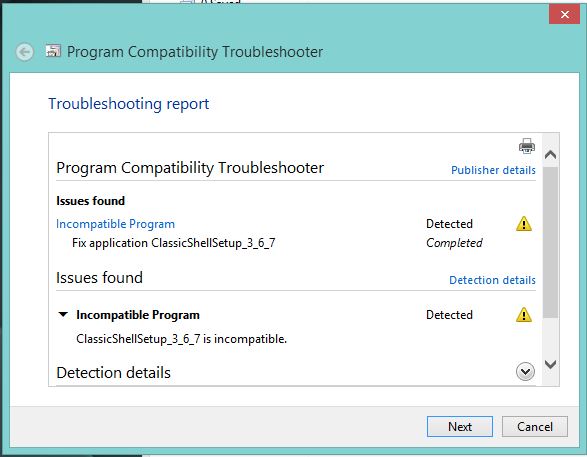 Program Compatibility Troubleshooter
Troubleshooting report
Program Compatibility Troubleshooter
Publisher details
Issues found
Incompatible Program
Detected
Fix application ClassicShellSetup_3_6_7
Completed
Issues found
Detection details
Incompatible Program
Detected
ClassicShellSetup_3_6_7 is incompatible.
Detection details
Next
Cancel